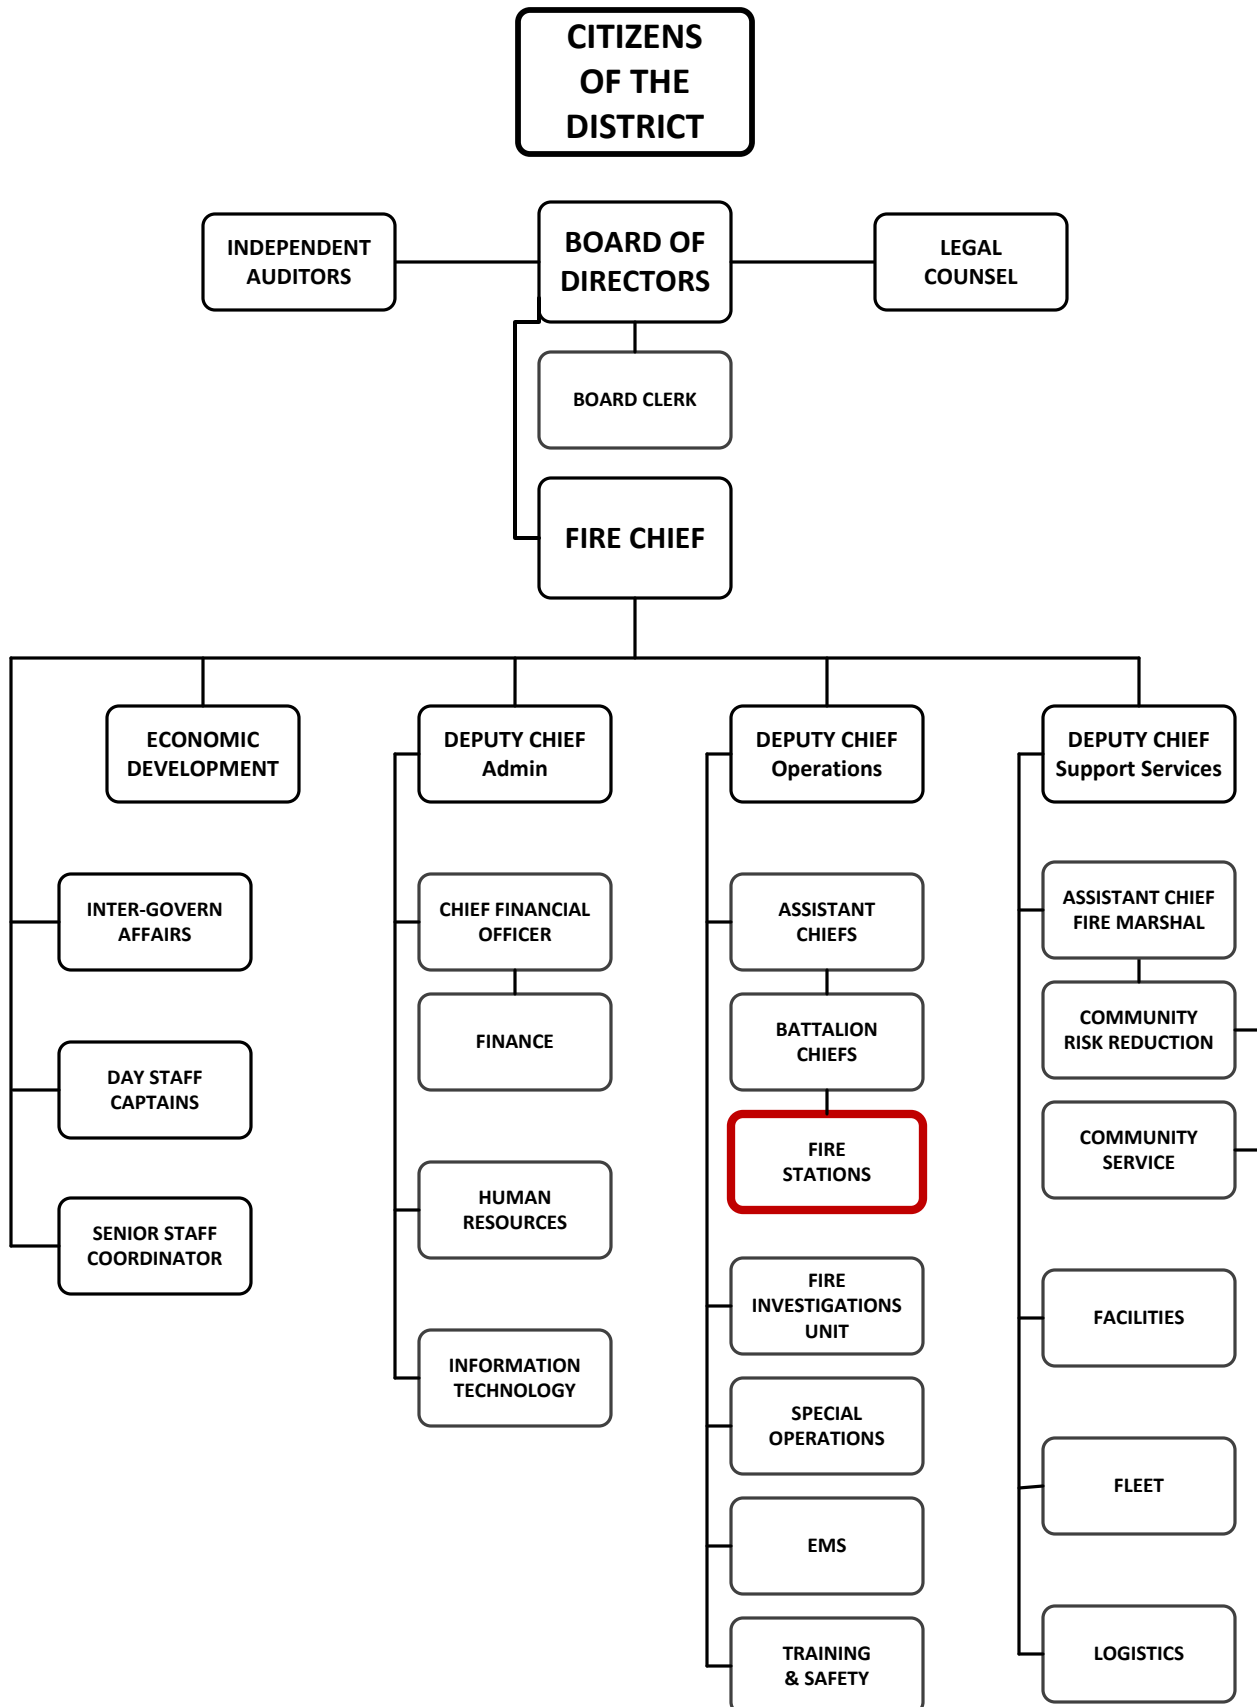 CITIZENS
OF THE
DISTRICT
INDEPENDENT
AUDITORS
BOARD OF
DIRECTORS
LEGAL
COUNSEL
BOARD CLERK
FIRE CHIEF
ECONOMIC
DEVELOPMENT
DEPUTY CHIEF
Admin
DEPUTY CHIEF
Operations
DEPUTY CHIEF
Support Services
INTER-GOVERN
AFFAIRS
DAY STAFF
CAPTAINS
SENIOR STAFF
COORDINATOR
CHIEF FINANCIAL
OFFICER
FINANCE
HUMAN
RESOURCES
INFORMATION
TECHNOLOGY
ASSISTANT
CHIEFS
BATTALION
CHIEFS
FIRE
STATIONS
FIRE
INVESTIGATIONS
UNIT
SPECIAL
OPERATIONS
EMS
TRAINING
& SAFETY
ASSISTANT CHIEF
FIRE MARSHAL
COMMUNITY
RISK REDUCTION
COMMUNITY
SERVICE
FACILITIES
FLEET
LOGISTICS